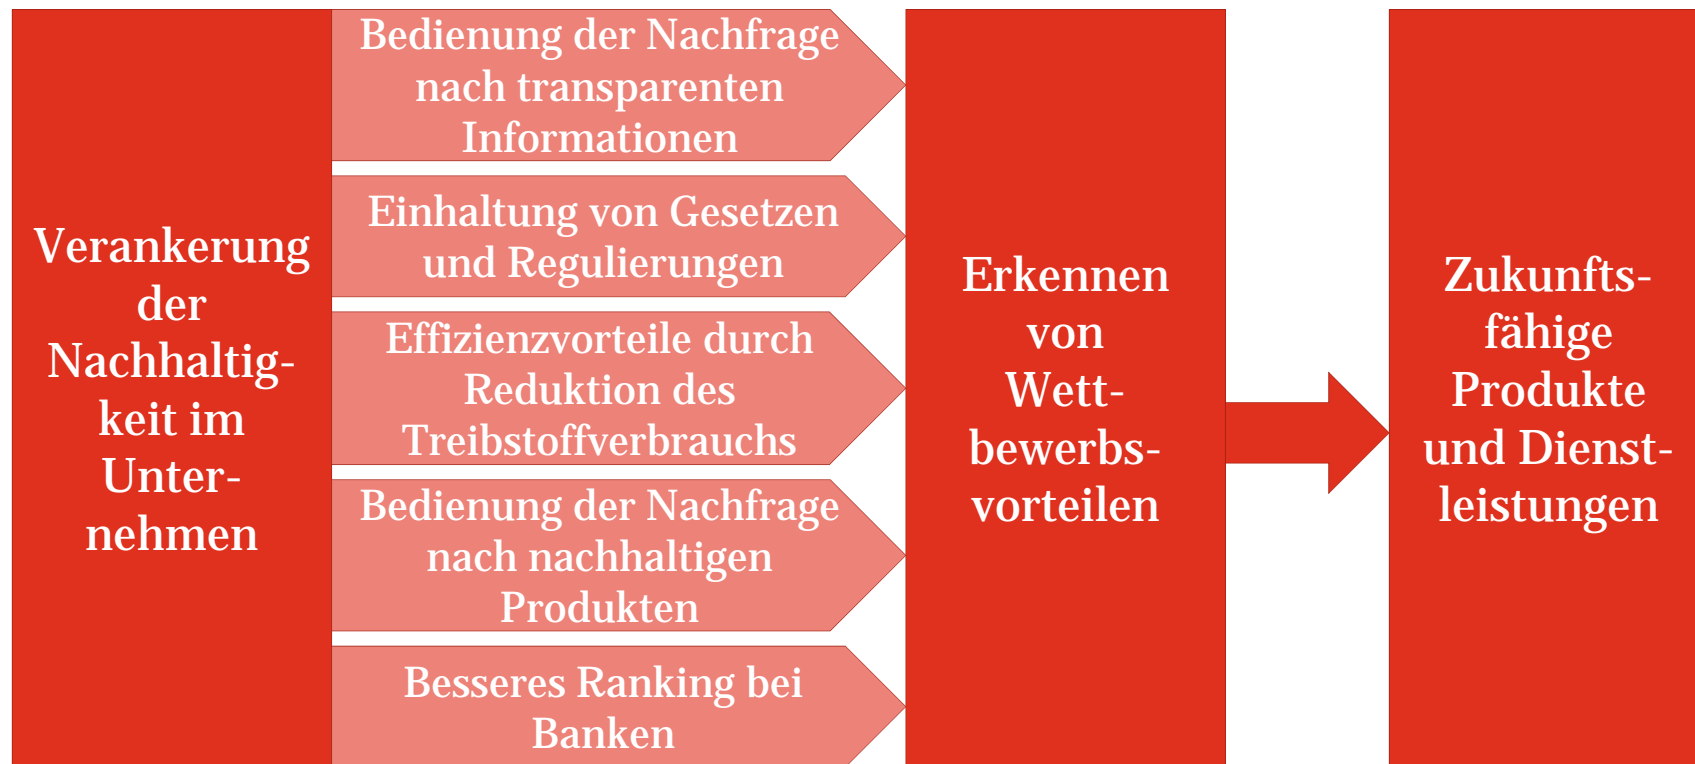 Verankerung
der
Nachhaltig-
keit im
Unter-
nehmen
Bedienung der Nachfrage
nach transparenten
Informationen
Einhaltung von Gesetzen
und Regulierungen
Effizienzvorteile durch
Reduktion des
Treibstoffverbrauchs
Bedienung der Nachfrage
nach nachhaltigen
Produkten
Besseres Ranking bei
Banken
Erkennen
von
Wett-
bewerbs-
vorteilen
Zukunfts-
fähige
Produkte
und Dienst-
leistungen